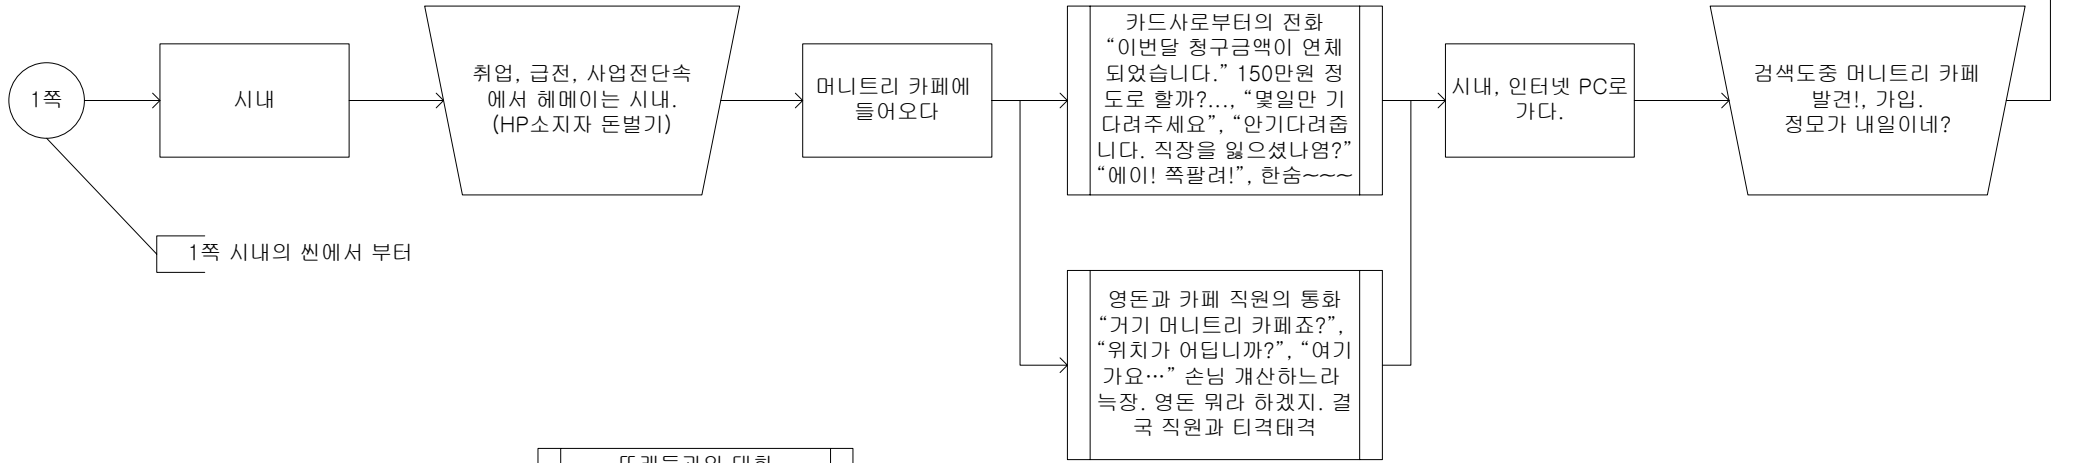 1쪽
시내
취업, 급전, 사업전단속
에서 헤메이는 시내.
(HP소지자 돈벌기)
머니트리 카페에
들어오다
카드사로부터의 전화
“이번달 청구금액이 연체
되었습니다.” 150만원 정
도로 할까?…, “몇일만 기
다려주세요”, “안기다려줍
니다. 직장을 잃으셨나염?”
“에이! 쪽팔려!”, 한숨~~~
시내, 인터넷 PC로
가다.
검색도중 머니트리 카페
발견!, 가입.
정모가 내일이네?
1쪽 시내의 씬에서 부터
영돈과 카페 직원의 통화
“거기 머니트리 카페죠?”,
“위치가 어딥니까?”, “여기
가요…” 손님 걔산하느라
늑장. 영돈 뭐라 하겠지. 결
국 직원과 티격태격